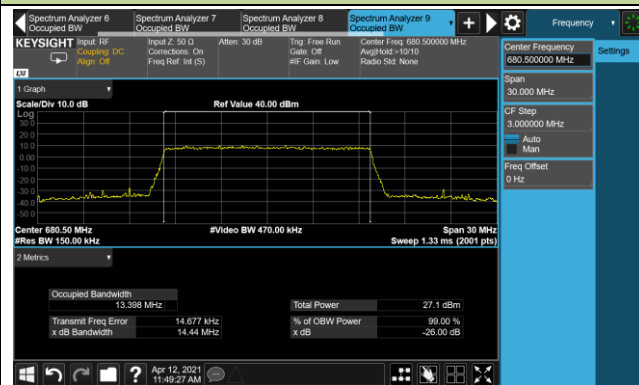 Spectrum Analyzer 6
Occupied BW
Spectrum Analyzer 7
Occupied BW
Spectrum Analyzer 8
Occupied BW
Spectrum Analyzer 9
Occupied BW
Frequency
KEYSIGHT
Input: RF
Coupling: DC
Align: Off
Input Z: 50 Ω
Corrections: On
Freq Ref: Int (S)
Atten: 30 dB
Trig: Free Run
Gate: Off
#IF Gain: Low
Center Freq: 680.500000 MHz
Avg|Hold:>10/10
Radio Std: None
LXI
Center Frequency
680.500000 MHz
Settings
Span
30.000 MHz
CF Step
3.000000 MHz
Auto
Man
Freq Offset
0 Hz
1 Graph
Scale/Div 10.0 dB
Ref Value 40.00 dBm
Log
30.0
20.0
10.0
0.00
-10.0
-20.0
-30.0
-40.0
-50.0
Center 680.50 MHz
#Video BW 470.00 kHz
Span 30 MHz
#Res BW 150.00 kHz
Sweep 1.33 ms (2001 pts)
2 Metrics
Occupied Bandwidth
13.398 MHz
Total Power 27.1 dBm
Transmit Freq Error 14.677 kHz
% of OBW Power 99.00 %
x dB Bandwidth 14.44 MHz
x dB -26.00 dB
Apr 12, 2021
11:49:27 AM